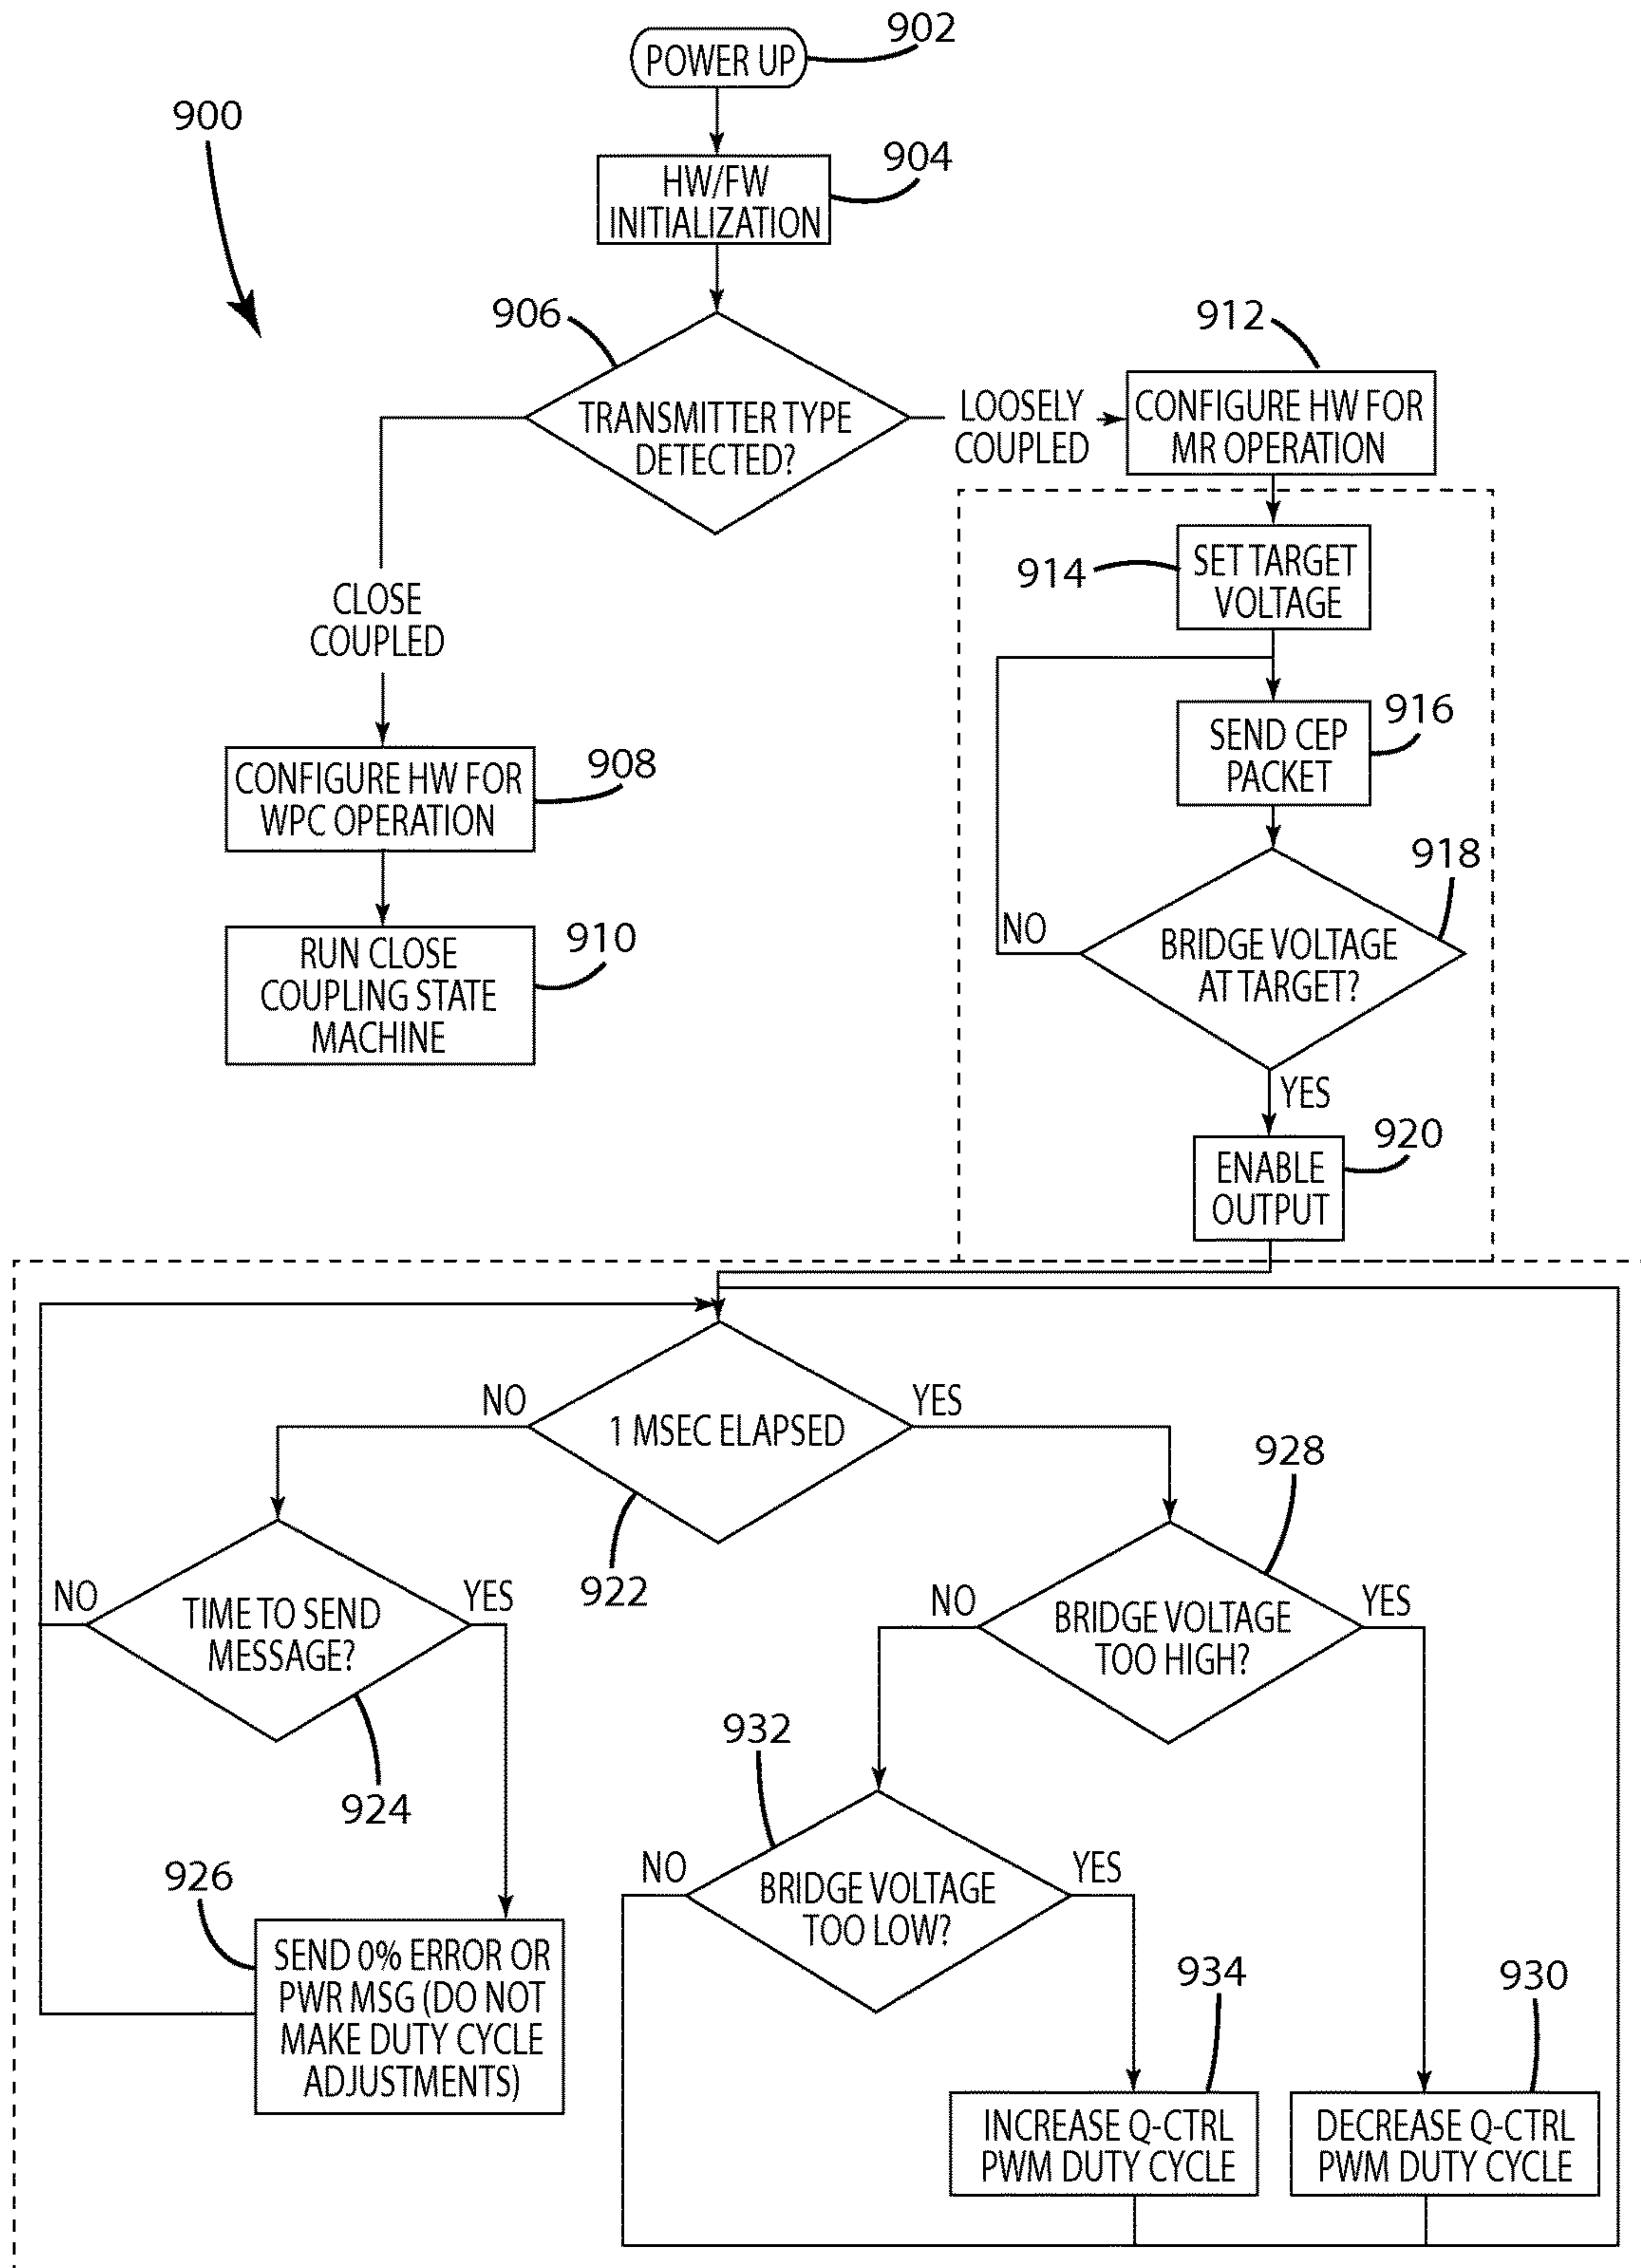 902
POWER UP
900
904
HW/FW
INITIALIZATION
906
912
TRANSMITTER TYPE
DETECTED?
LOOSELY
COUPLED
CONFIGURE HW FOR
MR OPERATION
914
SET TARGET
VOLTAGE
CLOSE
COUPLED
916
SEND CEP
PACKET
908
CONFIGURE HW FOR
WPC OPERATION
918
NO
BRIDGE VOLTAGE
AT TARGET?
910
RUN CLOSE
COUPLING STATE
MACHINE
YES
920
ENABLE
OUTPUT
NO
1 MSEC ELAPSED
YES
928
922
NO
TIME TO SEND
MESSAGE?
YES
NO
BRIDGE VOLTAGE
TOO HIGH?
YES
924
932
926
NO
BRIDGE VOLTAGE
TOO LOW?
YES
SEND 0% ERROR OR
PWR MSG (DO NOT
MAKE DUTY CYCLE
ADJUSTMENTS)
934
930
INCREASE Q-CTRL
PWM DUTY CYCLE
DECREASE Q-CTRL
PWM DUTY CYCLE